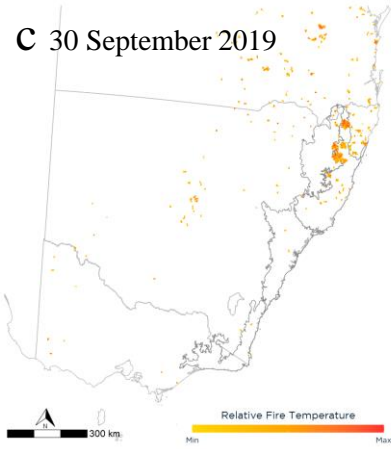 c 30 September 2019
N
300 km
Relative Fire Temperature
Min Max